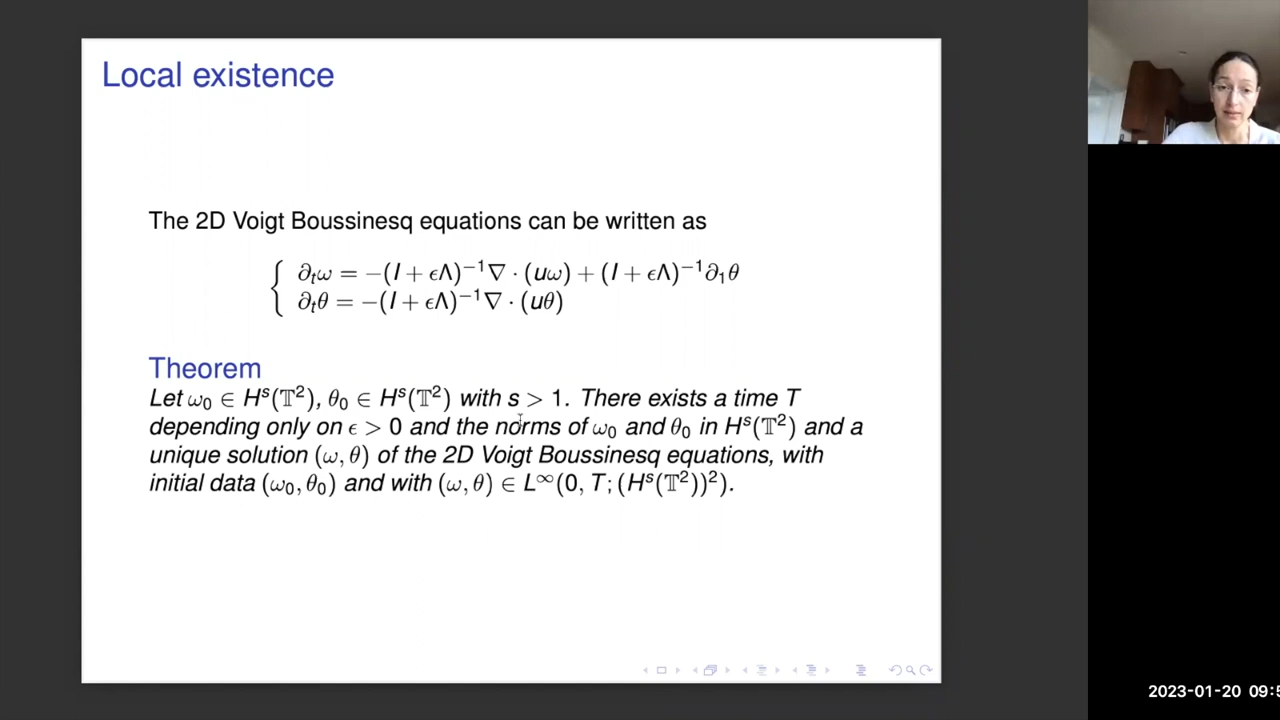 Local existence
The 2D Voigt Boussinesq equations can be written as
∂ₜω = −(I + ϵΛ)⁻¹∇ · (uω) + (I + ϵΛ)⁻¹∂₁θ
∂ₜθ = −(I + ϵΛ)⁻¹∇ · (uθ)
Theorem
Let ω₀ ∈ Hˢ(𝕋²), θ₀ ∈ Hˢ(𝕋²) with s > 1. There exists a time T
depending only on ϵ > 0 and the norms of ω₀ and θ₀ in Hˢ(𝕋²) and a
unique solution (ω, θ) of the 2D Voigt Boussinesq equations, with
initial data (ω₀, θ₀) and with (ω, θ) ∈ L^∞(0, T; (Hˢ(𝕋²))²).
2023-01-20 09:5